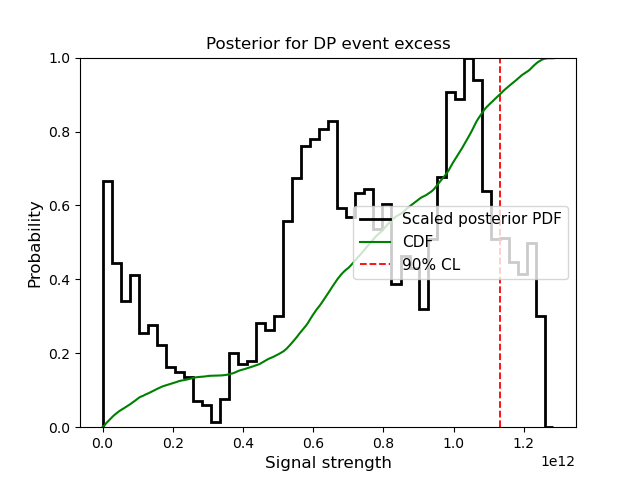 Posterior for DP event excess
Probability
1.0
0.8
0.6
0.4
0.2
0.0
Scaled posterior PDF
CDF
90% CL
0.0 0.2 0.4 0.6 0.8 1.0 1.2
1e12
Signal strength